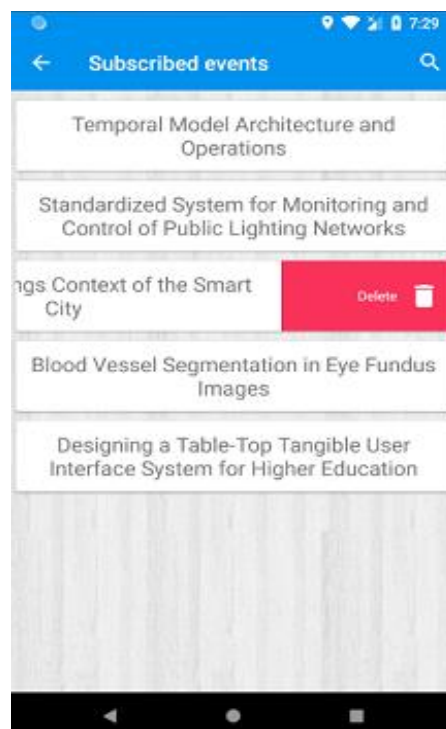 7:29
Subscribed events
Temporal Model Architecture and
Operations
Standardized System for Monitoring and
Control of Public Lighting Networks
ngs Context of the Smart
City
Delete
Blood Vessel Segmentation in Eye Fundus
Images
Designing a Table-Top Tangible User
Interface System for Higher Education